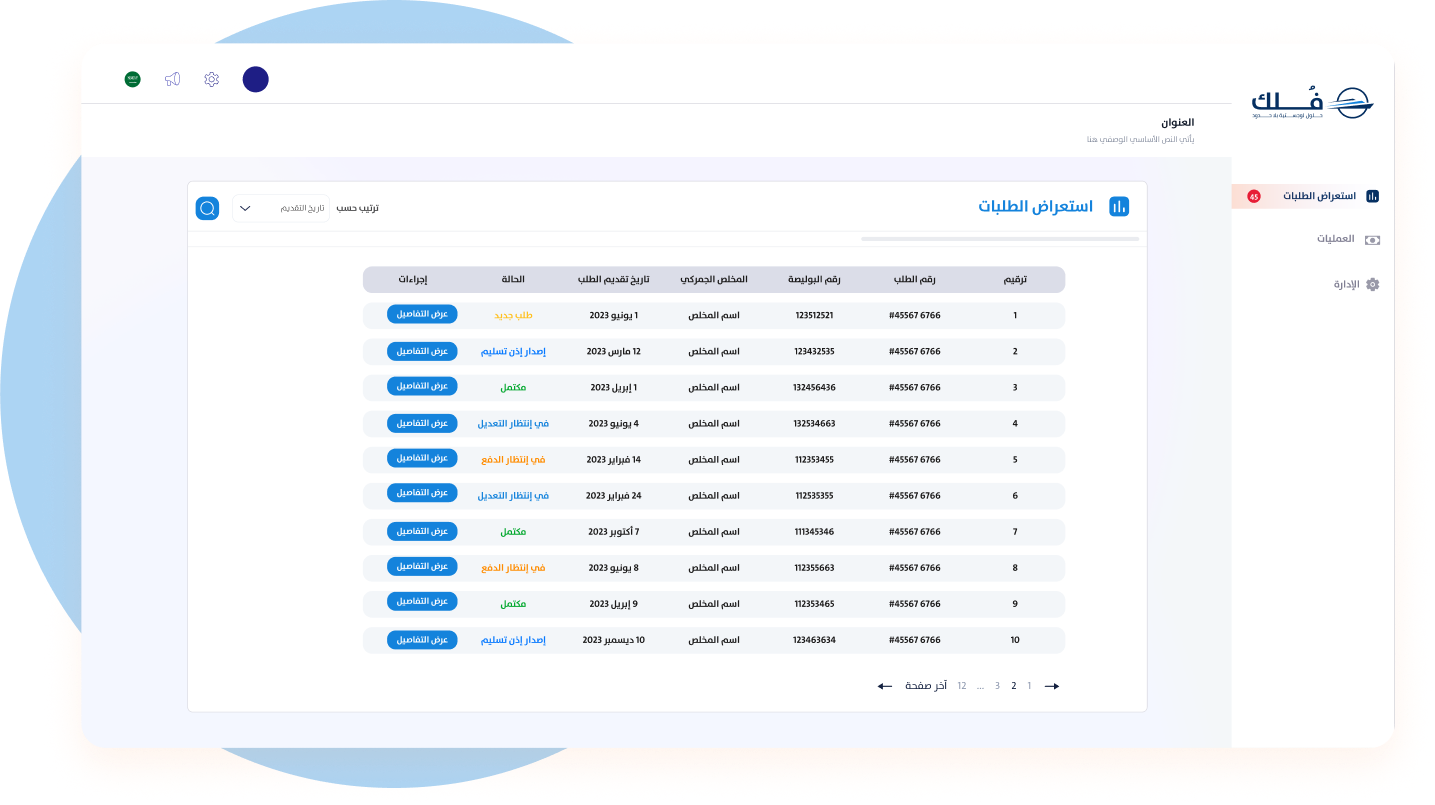 فُلك
حلول لوجستية بلا حدود
استعراض الطلبات 45
العمليات
الإدارة
العنوان
يأتي النص الأساسي الوصفي هنا
استعراض الطلبات
ترتيب حسب تاريخ التقديم
ترقيم رقم الطلب رقم البوليصة المخلص الجمركي تاريخ تقديم الطلب الحالة إجراءات
1 #45567 6766 123512521 اسم المخلص 1 يونيو 2023 طلب جديد عرض التفاصيل
2 #45567 6766 123432535 اسم المخلص 12 مارس 2023 إصدار إذن تسليم عرض التفاصيل
3 #45567 6766 132456436 اسم المخلص 1 إبريل 2023 مكتمل عرض التفاصيل
4 #45567 6766 132534663 اسم المخلص 4 يونيو 2023 في إنتظار التعديل عرض التفاصيل
5 #45567 6766 112353455 اسم المخلص 14 فبراير 2023 في إنتظار الدفع عرض التفاصيل
6 #45567 6766 112535355 اسم المخلص 24 فبراير 2023 في إنتظار التعديل عرض التفاصيل
7 #45567 6766 111345346 اسم المخلص 7 أكتوبر 2023 مكتمل عرض التفاصيل
8 #45567 6766 112355663 اسم المخلص 8 يونيو 2023 في إنتظار الدفع عرض التفاصيل
9 #45567 6766 112353465 اسم المخلص 9 إبريل 2023 مكتمل عرض التفاصيل
10 #45567 6766 123463634 اسم المخلص 10 ديسمبر 2023 إصدار إذن تسليم عرض التفاصيل
1 2 3 ... 12 آخر صفحة